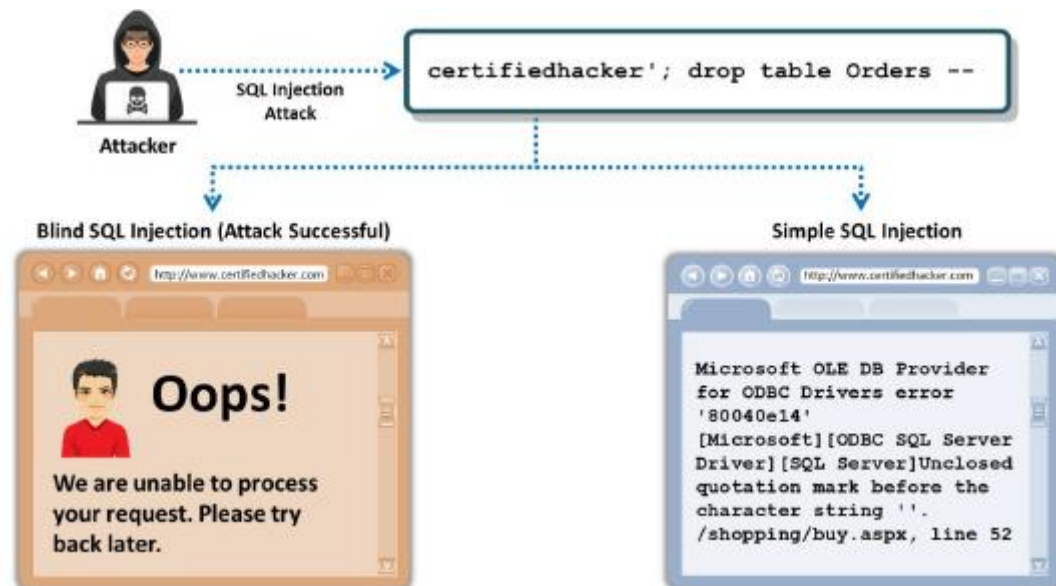 certifiedhacker'; drop table Orders --
SQL Injection
Attack
Attacker
Blind SQL Injection (Attack Successful)
http://www.certifiedhacker.com
Oops!
We are unable to process
your request. Please try
back later.
Simple SQL Injection
http://www.certifiedhacker.com
Microsoft OLE DB Provider
for ODBC Drivers error
'80040e14'
[Microsoft][ODBC SQL Server
Driver][SQL Server]Unclosed
quotation mark before the
character string ''.
/shopping/buy.aspx, line 52